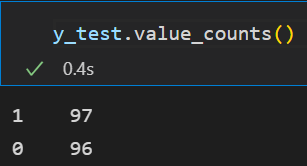 y_test.value_counts()
0.4s
1 97
0 96